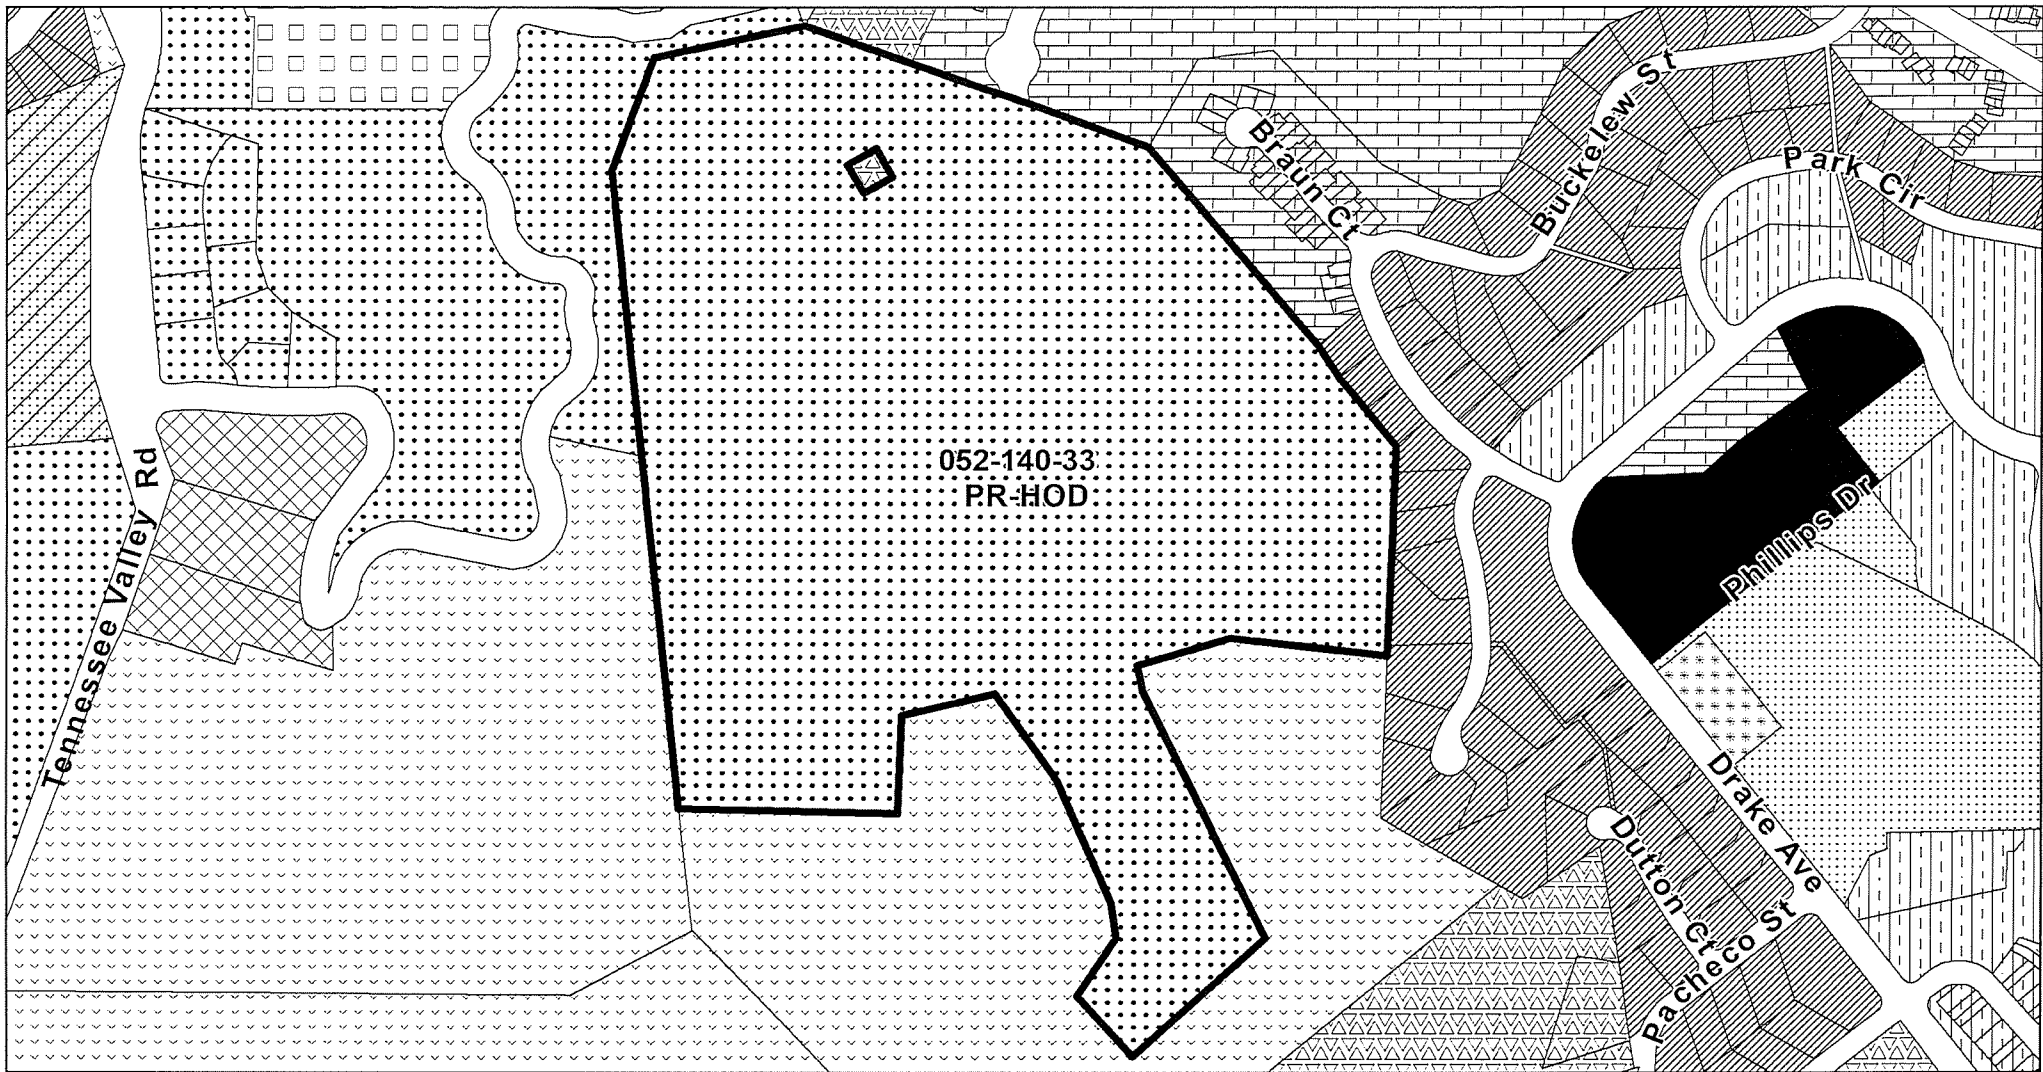 Buckelew St
Braun Ct
Park Cir
052-140-33
PR-HOD
Tennessee Valley Rd
Phillips Dr
Drake Ave
Dutton Ct
Pacheco St